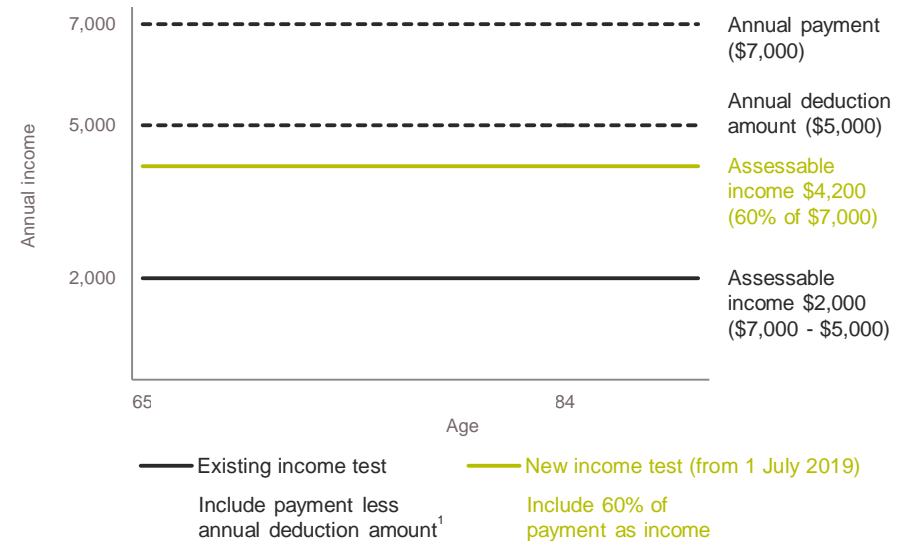 7,000
5,000
2,000
Annual income
65
84
Age
Annual payment
($7,000)
Annual deduction
amount ($5,000)
Assessable
income $4,200
(60% of $7,000)
Assessable
income $2,000
($7,000 - $5,000)
Existing income test
Include payment less
annual deduction amount¹
New income test (from 1 July 2019)
Include 60% of
payment as income